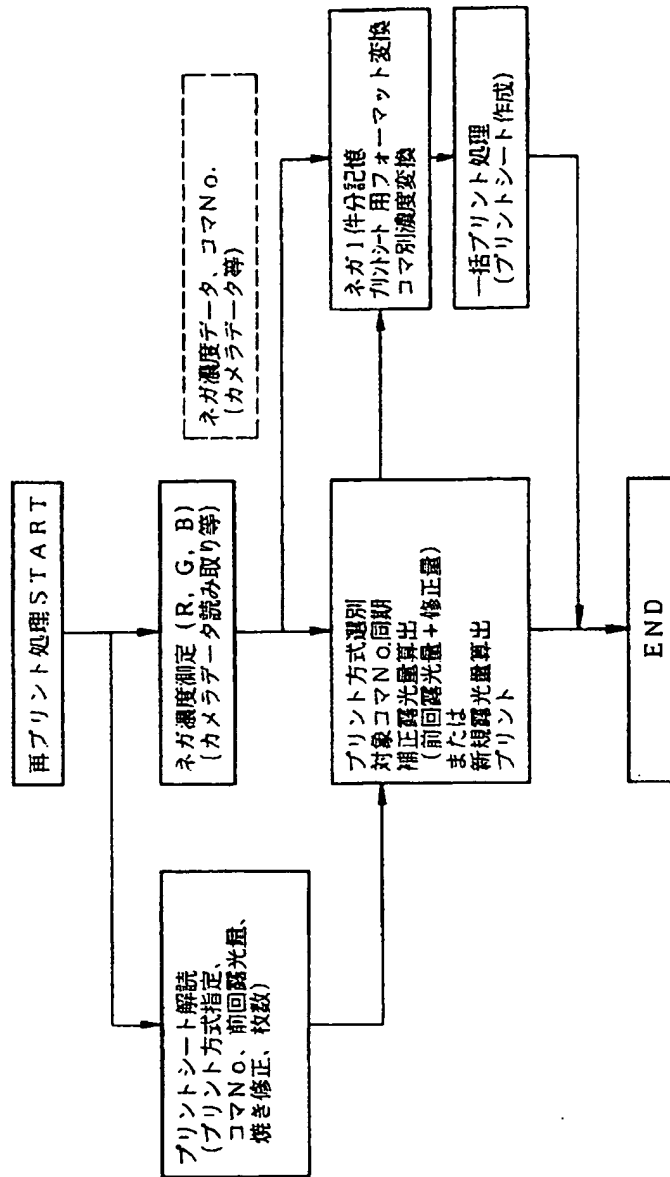 再プリント処理START
プリントシート解読
(プリント方式指定、
コマNo、前回露光量、
焼き修正、枚数)
ネガ濃度測定(R,G,B)
(カメラデータ読み取り等)
ネガ濃度データ、コマNo.
(カメラデータ等)
プリント方式選別
対象コマNo.同期
補正露光量算出
(前回露光量+修正量)
または
新規露光量算出
プリント
ネガ1件分記憶
プリントシート用フォーマット変換
コマ別濃度変換
一括プリント処理
(プリントシート作成)
END